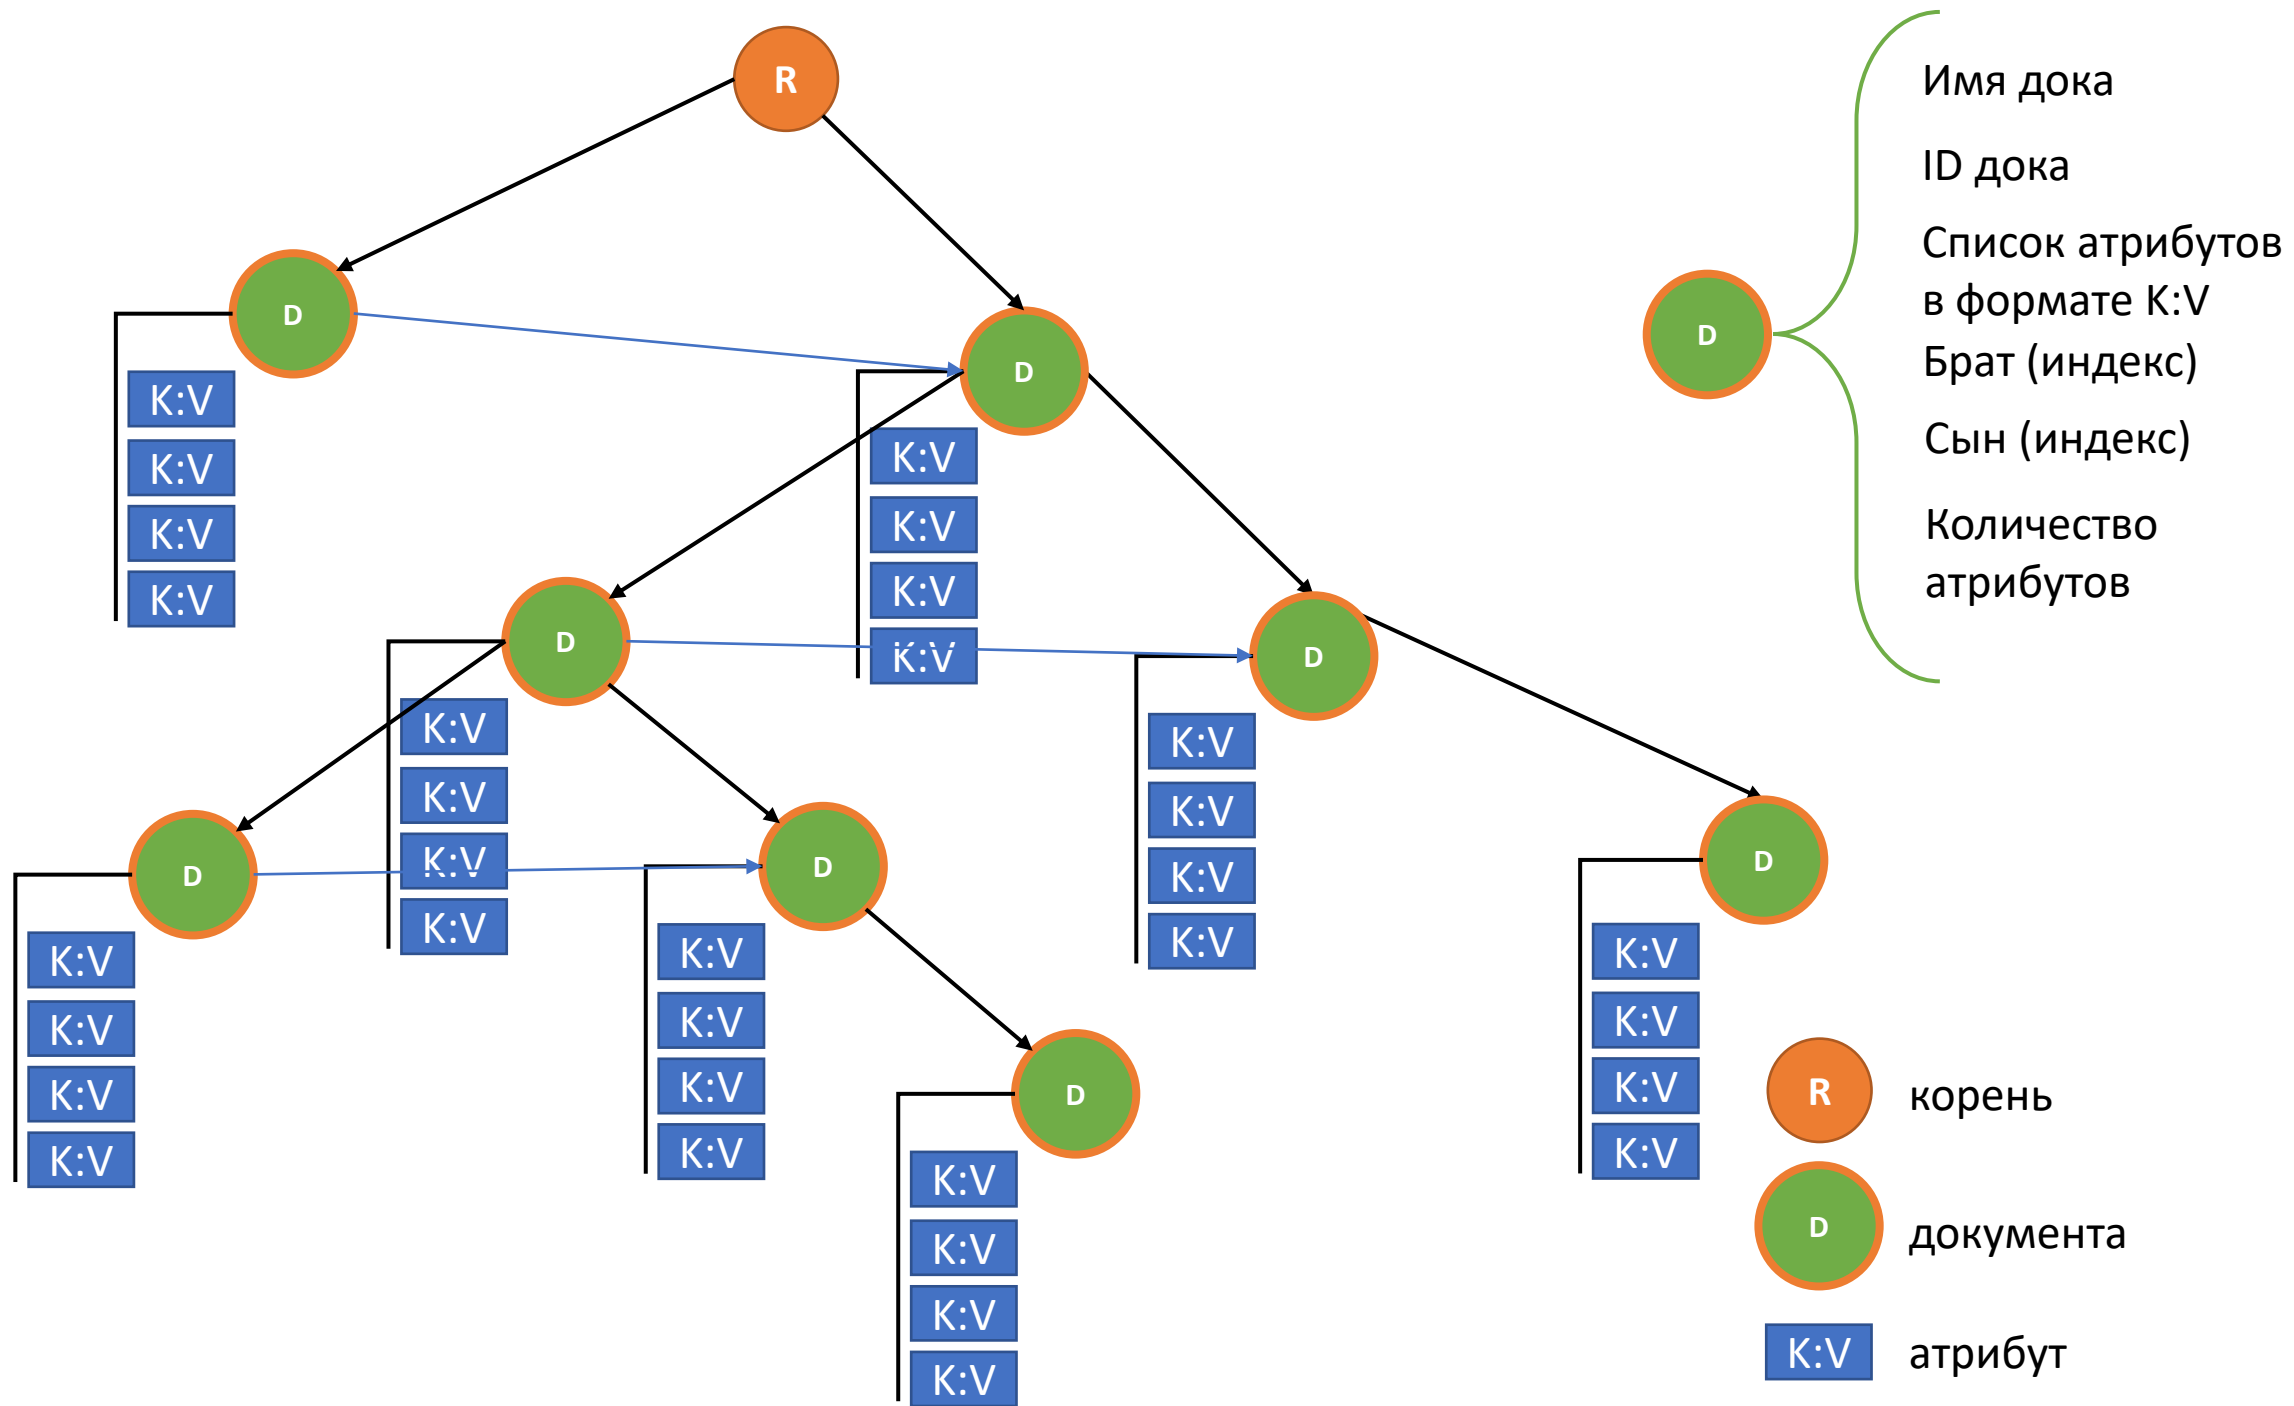 R
Имя дока
ID дока
Список атрибутов
в формате K:V
Брат (индекс)
Сын (индекс)
Количество
атрибутов
D
D
D
K:V
K:V
K:V
K:V
K:V
K:V
K:V
K:V
D
D
K:V
K:V
K:V
K:V
K:V
K:V
K:V
K:V
D
D
D
K:V
K:V
K:V
K:V
K:V
K:V
K:V
K:V
K:V
K:V
K:V
K:V
D
K:V
K:V
K:V
K:V
R корень
D документа
K:V атрибут